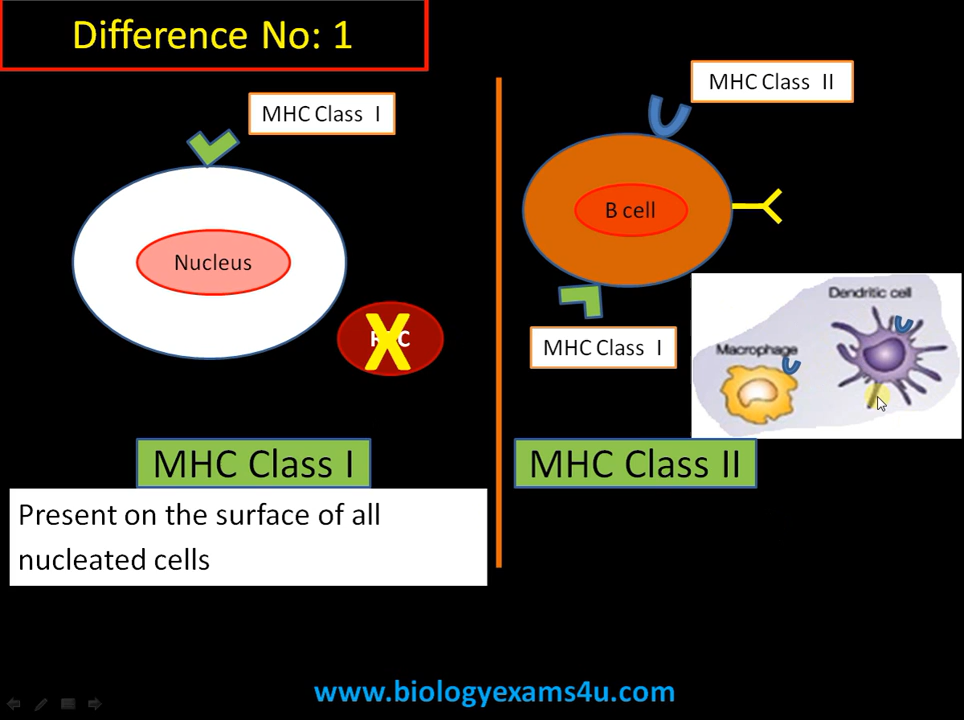 Difference No: 1
MHC Class I
Nucleus
MHC Class II
B cell
MHC Class I
Dendritic cell
Macrophage
MHC Class I
Present on the surface of all
nucleated cells
MHC Class II
www.biologyexams4u.com